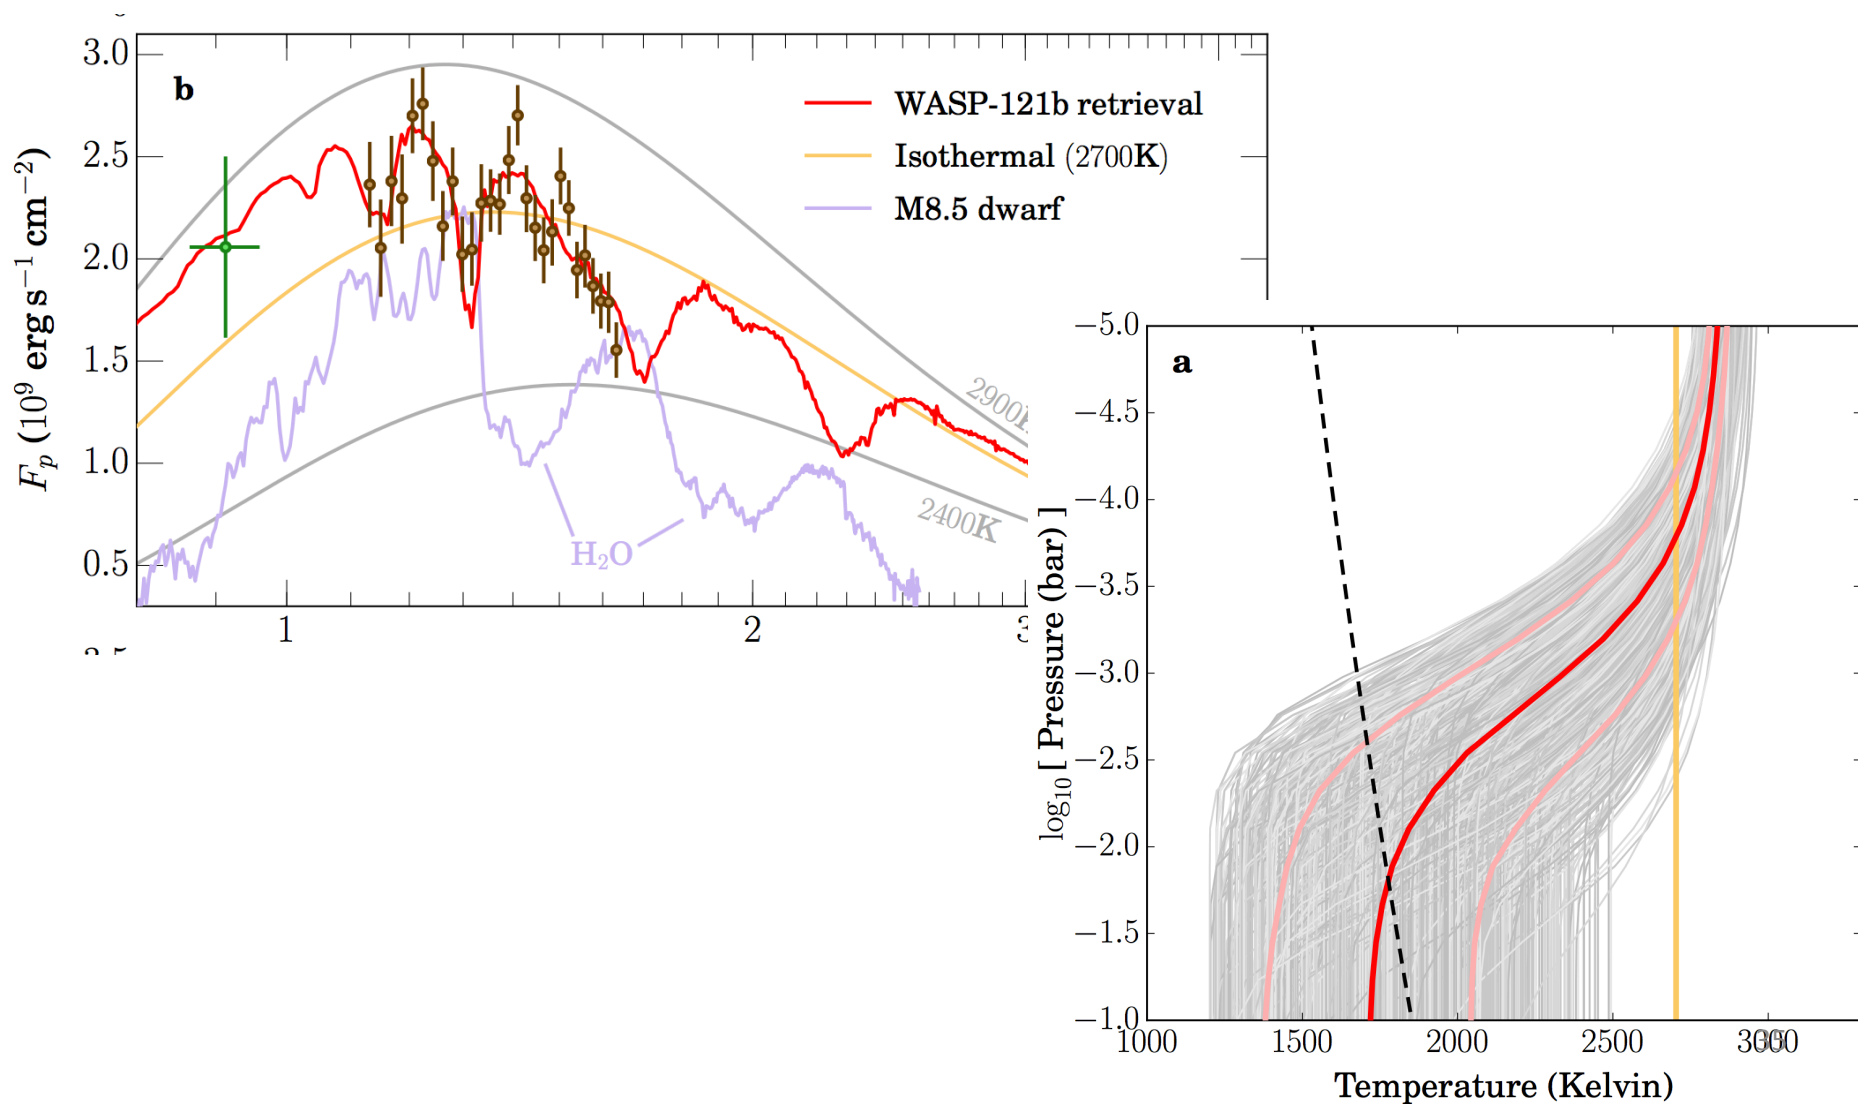 3.0
2.5
2.0
1.5
1.0
0.5
F_p (10^9 erg s^−1 cm^−2)
b
WASP-121b retrieval
Isothermal (2700K)
M8.5 dwarf
2900K
2400K
H₂O
1
2
3
a
−5.0
−4.5
−4.0
−3.5
−3.0
−2.5
−2.0
−1.5
−1.0
log₁₀[ Pressure (bar) ]
1000
1500
2000
2500
3000
35
Temperature (Kelvin)